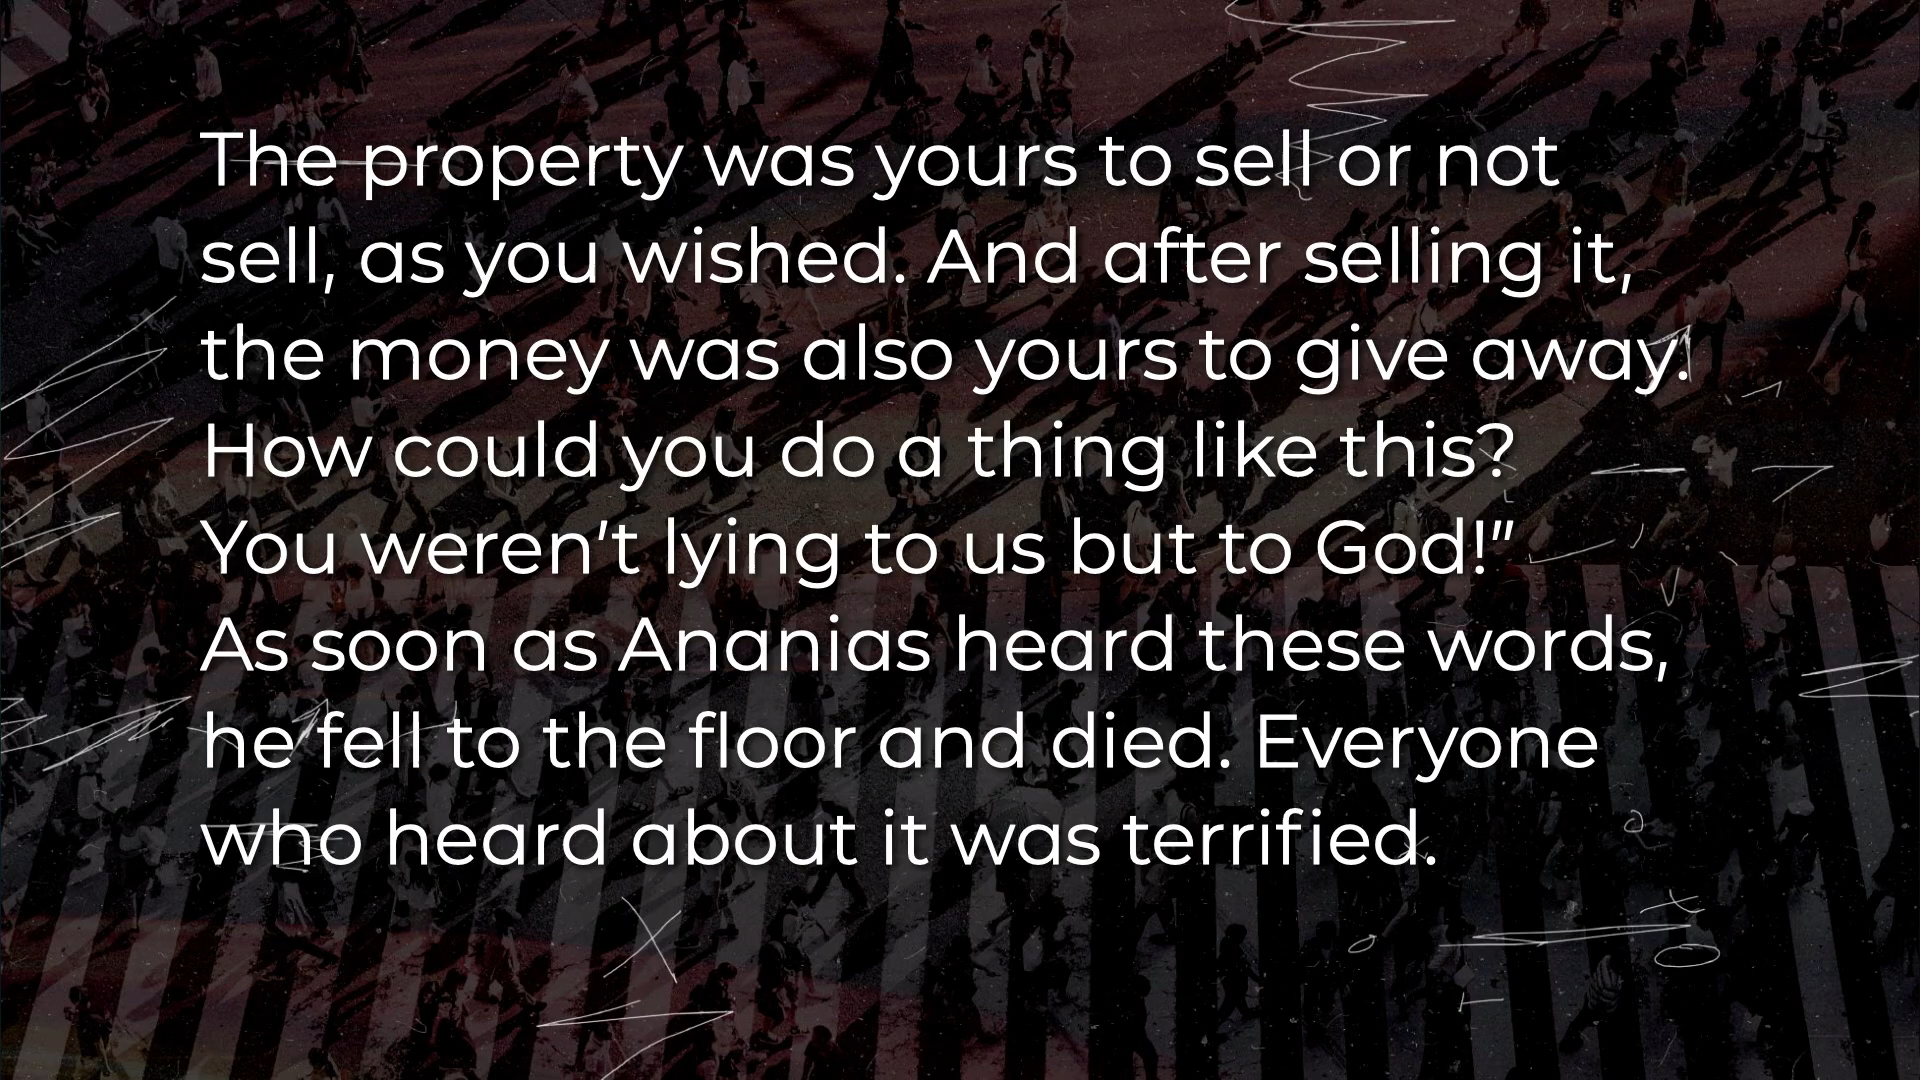 The property was yours to sell or not
sell, as you wished. And after selling it,
the money was also yours to give away.
How could you do a thing like this?
You weren’t lying to us but to God!”
As soon as Ananias heard these words,
he fell to the floor and died. Everyone
who heard about it was terrified.